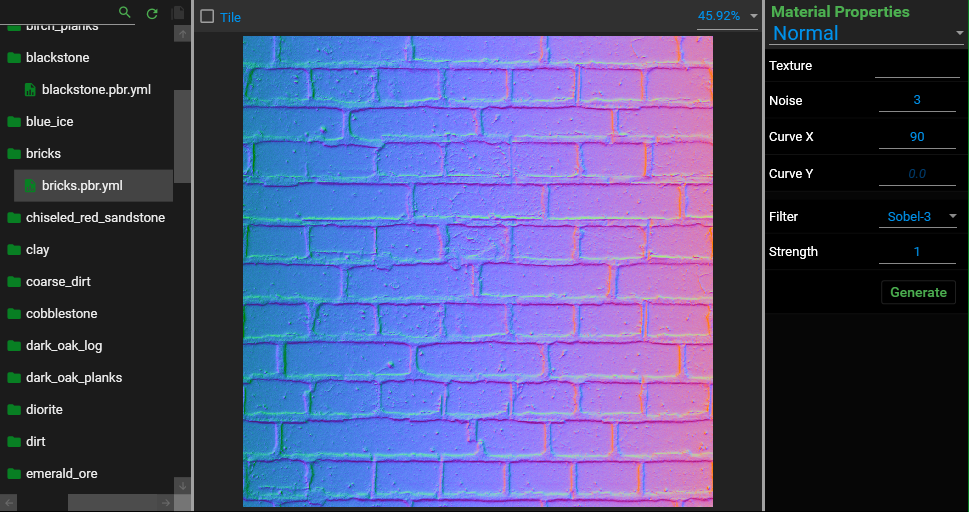 birch_planks
blackstone
blackstone.pbr.yml
blue_ice
bricks
bricks.pbr.yml
chiseled_red_sandstone
clay
coarse_dirt
cobblestone
dark_oak_log
dark_oak_planks
diorite
dirt
emerald_ore
Tile
45.92%
Material Properties
Normal
Texture
Noise 3
Curve X 90
Curve Y 0.0
Filter Sobel-3
Strength 1
Generate